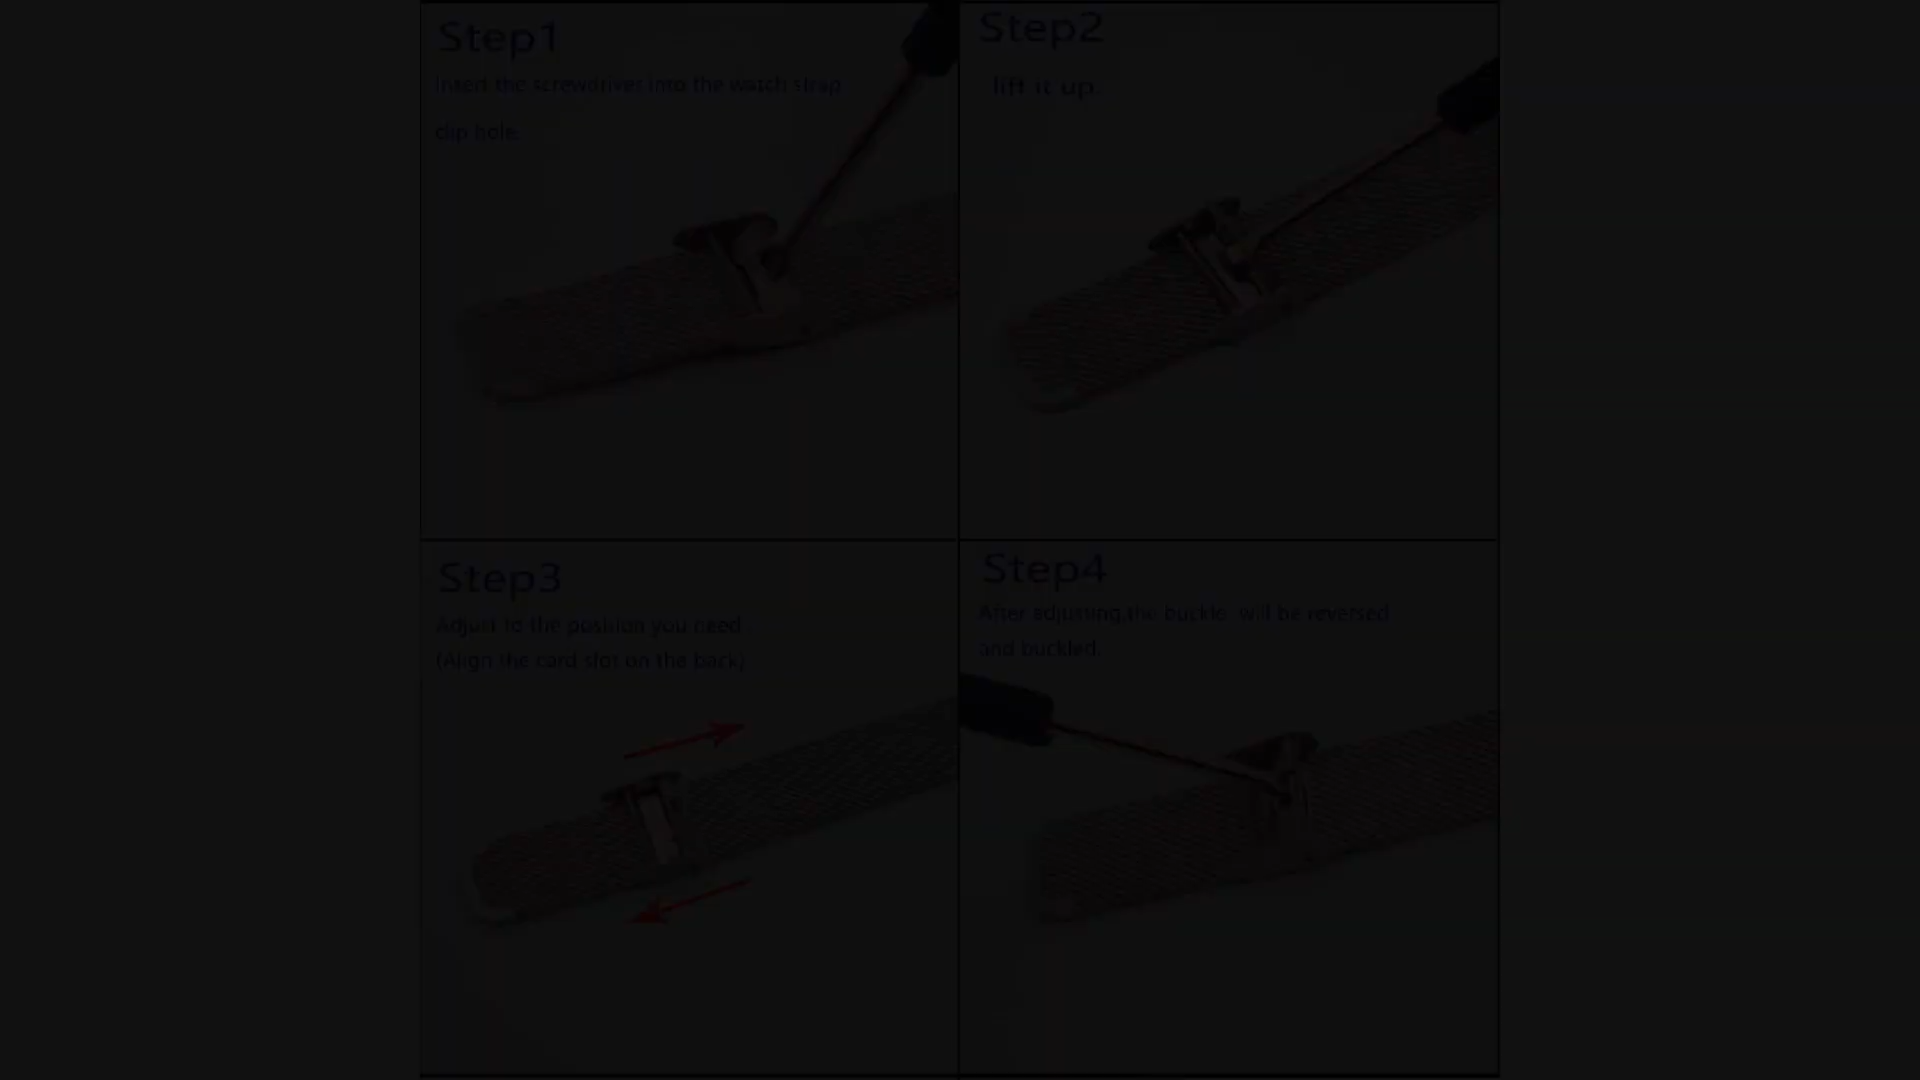 Step1
Insert the screwdriver into the watch strap
clip hole.
Step2
lift it up.
Step3
Adjust to the position you need.
(Align the card slot on the back)
Step4
After adjusting the buckle will be reversed
and buckled.